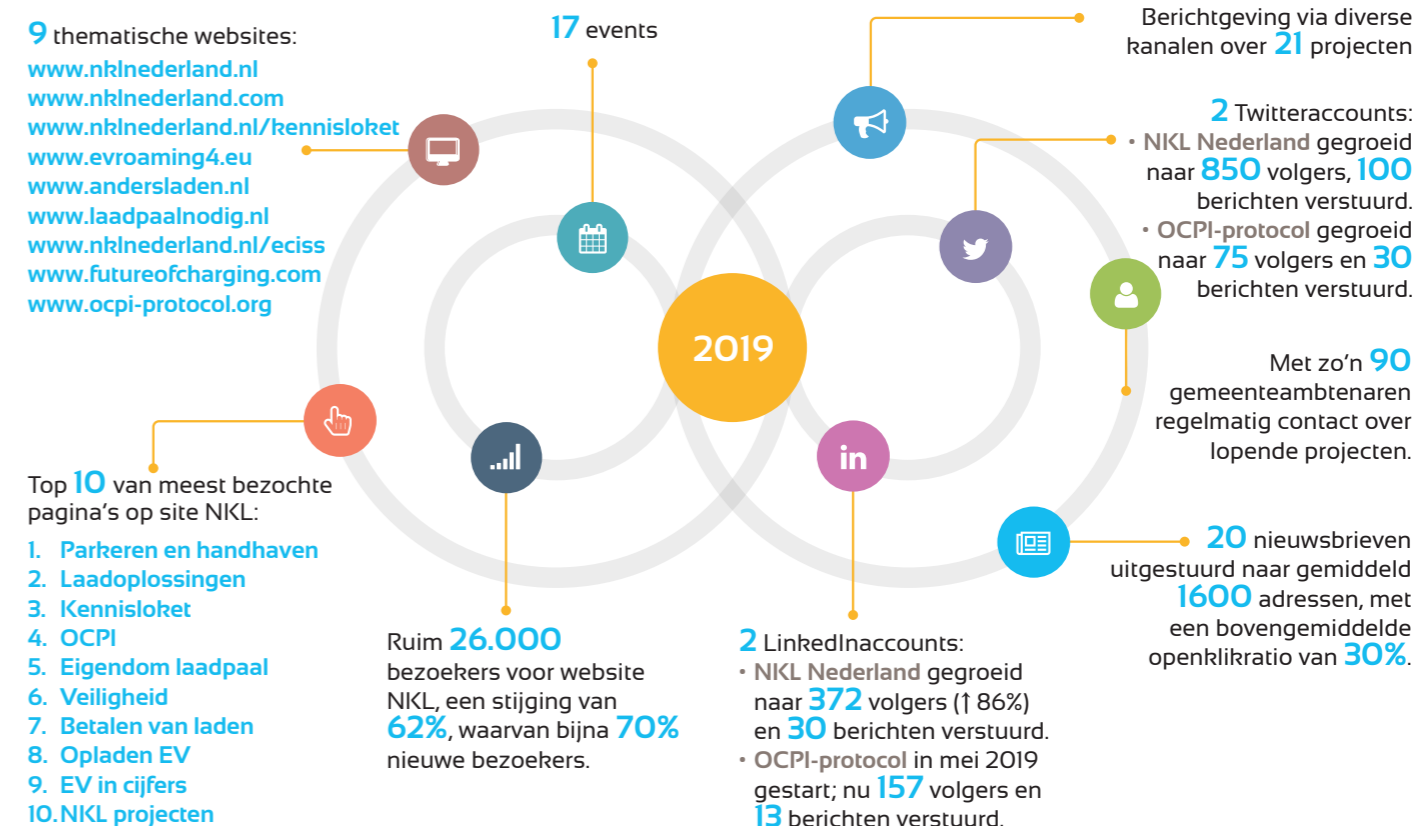 9 thematische websites:
www.nklnederland.nl
www.nklnederland.com
www.nklnederland.nl/kennisloket
www.evroaming4.eu
www.andersladen.nl
www.laadpaalnodig.nl
www.nklnederland.nl/eciss
www.futureofcharging.com
www.ocpi-protocol.org
17 events
Berichtgeving via diverse
kanalen over 21 projecten
2 Twitteraccounts:
• NKL Nederland gegroeid
naar 850 volgers, 100
berichten verstuurd.
• OCPI-protocol gegroeid
naar 75 volgers en 30
berichten verstuurd.
2019
Met zo'n 90
gemeenteambtenaren
regelmatig contact over
lopende projecten.
in
Top 10 van meest bezochte
pagina's op site NKL:
1. Parkeren en handhaven
2. Laadoplossingen
3. Kennisloket
4. OCPI
5. Eigendom laadpaal
6. Veiligheid
7. Betalen van laden
8. Opladen EV
9. EV in cijfers
10. NKL projecten
Ruim 26.000
bezoekers voor website
NKL, een stijging van
62%, waarvan bijna 70%
nieuwe bezoekers.
2 LinkedInaccounts:
• NKL Nederland gegroeid
naar 372 volgers (↑ 86%)
en 30 berichten verstuurd.
• OCPI-protocol in mei 2019
gestart; nu 157 volgers en
13 berichten verstuurd.
20 nieuwsbrieven
uitgestuurd naar gemiddeld
1600 adressen, met
een bovengemiddelde
openklikratio van 30%.